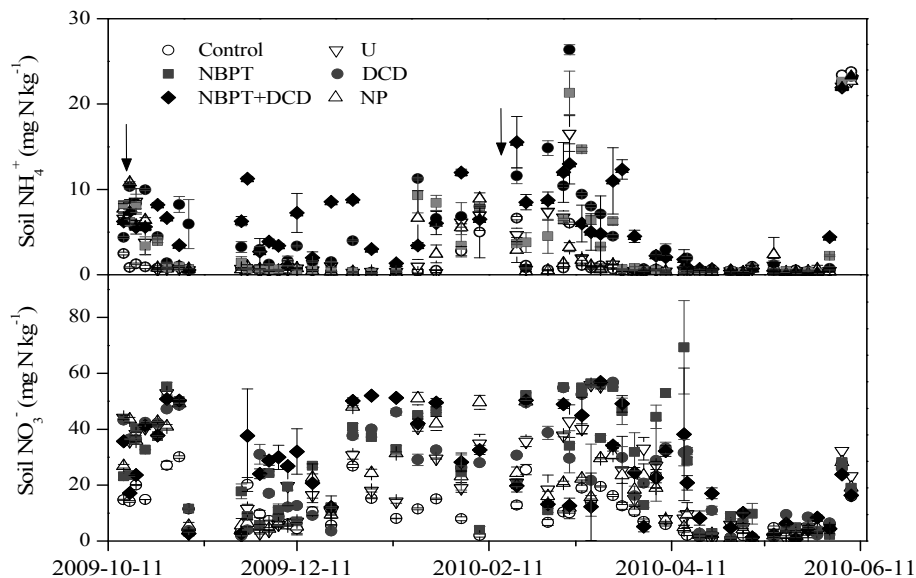 30
20
10
0
Soil NH₄⁺ (mg N kg⁻¹)
Control
U
NBPT
DCD
NBPT+DCD
NP
80
60
40
20
0
Soil NO₃⁻ (mg N kg⁻¹)
2009-10-11
2009-12-11
2010-02-11
2010-04-11
2010-06-11